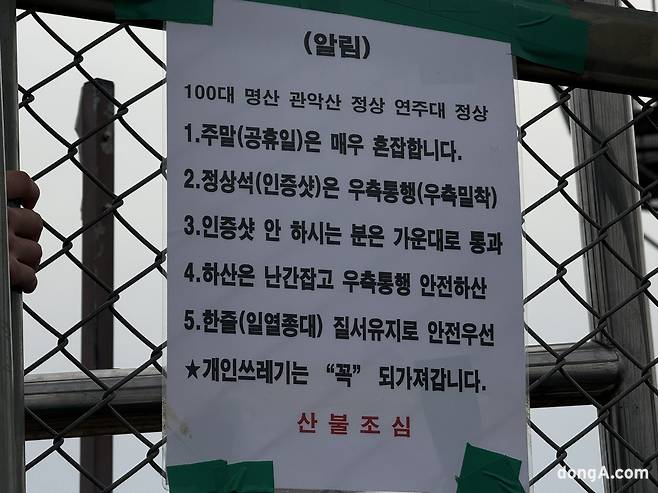 (알림)
100대 명산 관악산 정상 연주대 정상
1.주말(공휴일)은 매우 혼잡합니다.
2.정상석(인증샷)은 우측통행(우측밀착)
3.인증샷 안 하시는 분은 가운대로 통과
4.하산은 난간잡고 우측통행 안전하산
5.한줄(일열종대) 질서유지로 안전우선
★개인쓰레기는 “꼭” 되가져갑니다.
산불조심
dongA.com